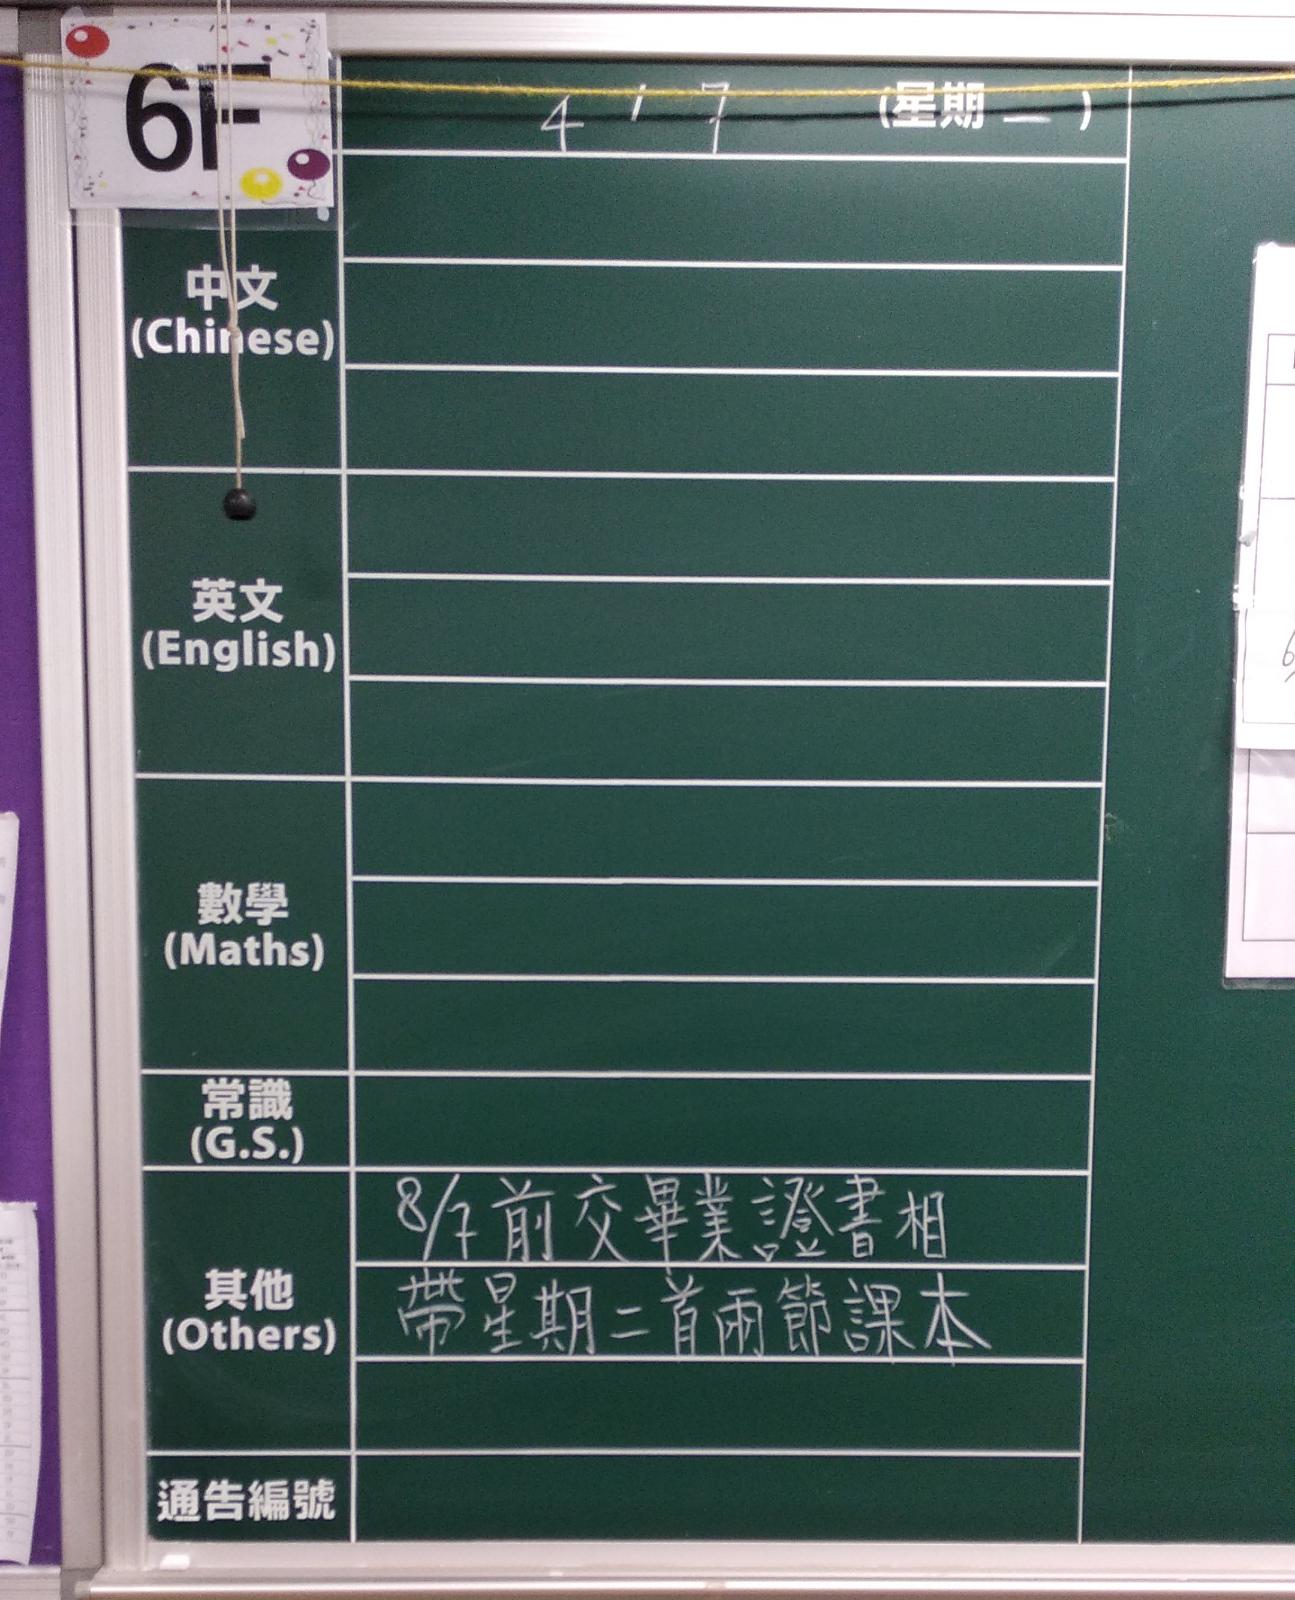 6F
4 / 7 (星期 一 )
中文
(Chinese)
英文
(English)
數學
(Maths)
常識
(G.S.)
8/7前交畢業證書相
其他
(Others)
帶星期二首兩節課本
通告編號